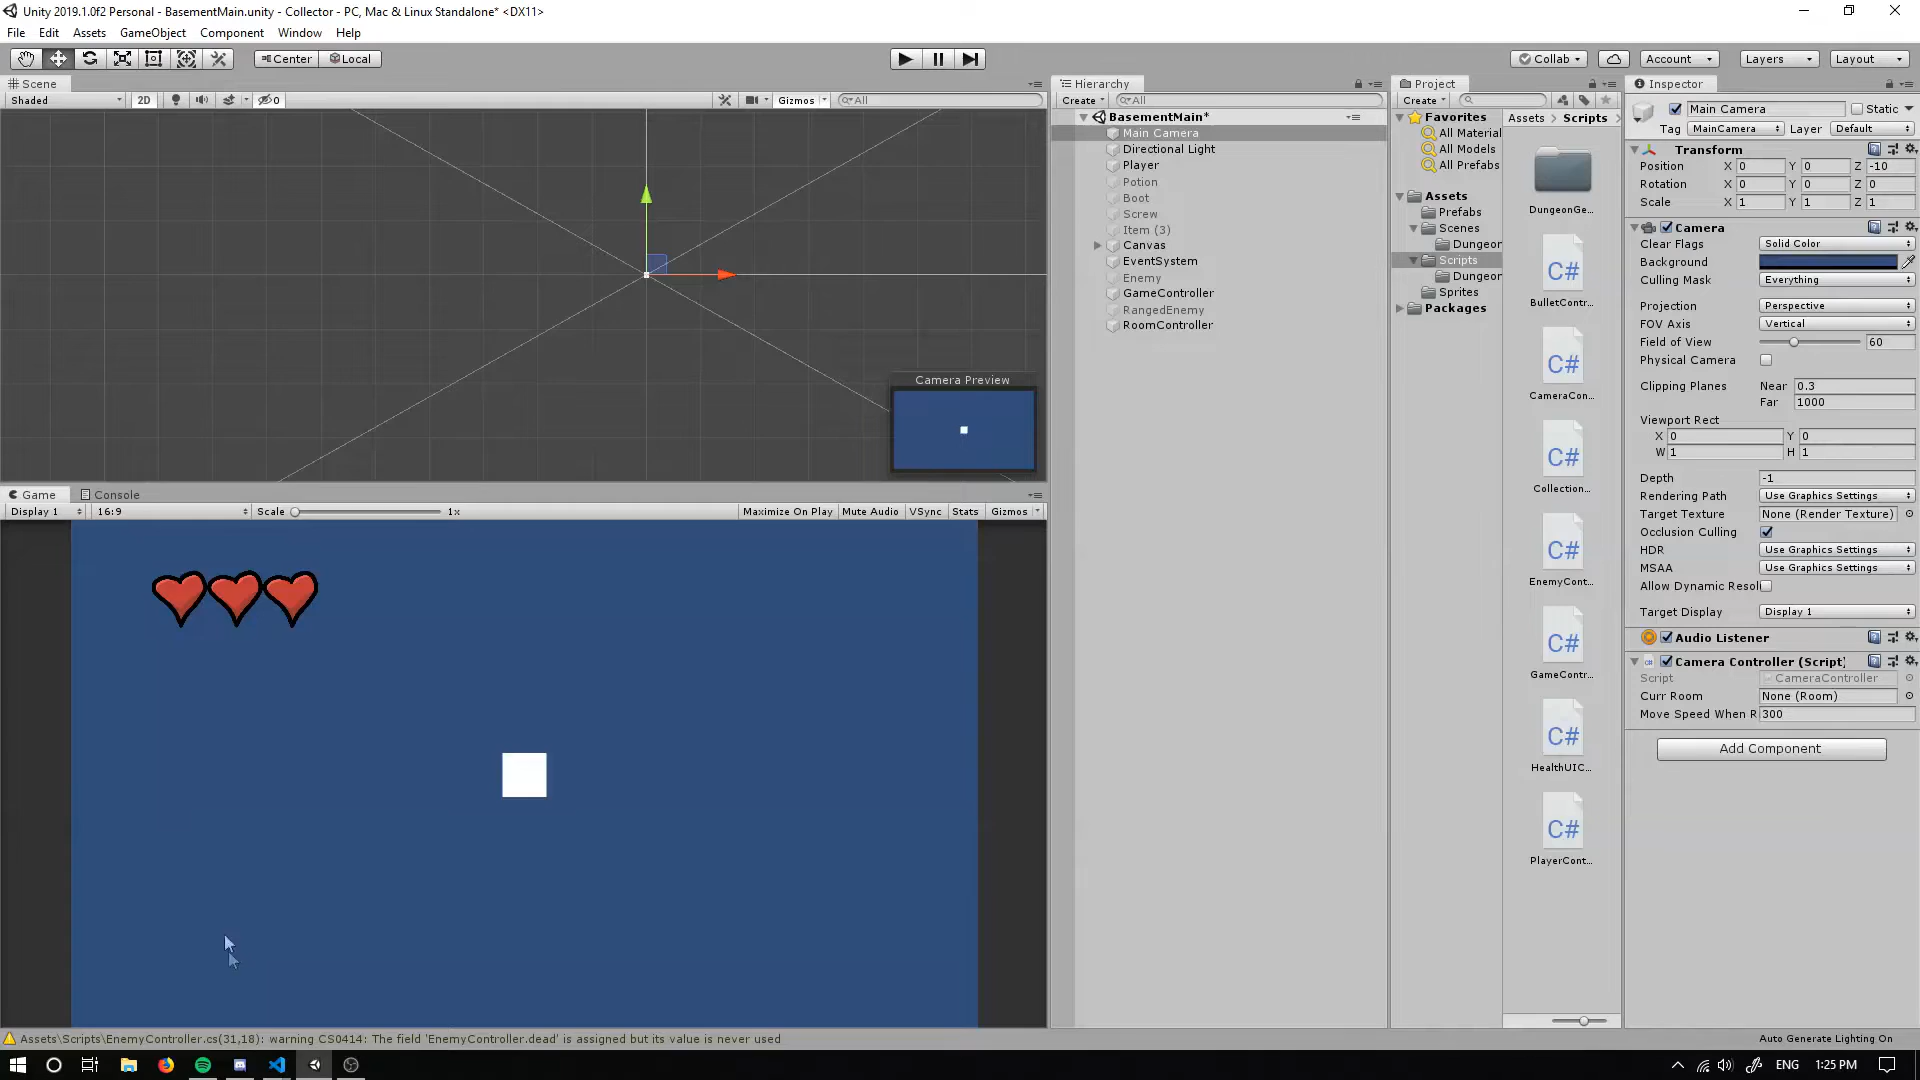 Unity 2019.1.0f2 Personal - BasementMain.unity - Collector - PC, Mac & Linux Standalone* <DX11>
File Edit Assets GameObject Component Window Help
Center Local Collab Account Layers Layout
Scene
Shaded 2D 0 Gizmos All
Camera Preview
Game Console
Display 1 16:9 Scale 1x Maximize On Play Mute Audio VSync Stats Gizmos
Hierarchy
Create All
BasementMain*
Main Camera
Directional Light
Player
Potion
Boot
Screw
Item (3)
Canvas
EventSystem
Enemy
GameController
RangedEnemy
RoomController
Project
Create
Favorites
All Material
All Models
All Prefabs
Assets
Prefabs
Scenes
Dungeon
Scripts
Dungeon
Sprites
Packages
Assets Scripts
DungeonGe...
C#
BulletContr...
C#
CameraCon...
C#
Collection...
C#
EnemyCont...
C#
GameContr...
C#
HealthUIC...
C#
PlayerCont...
Inspector
Main Camera Static
Tag MainCamera Layer Default
Transform
Position X 0 Y 0 Z -10
Rotation X 0 Y 0 Z 0
Scale X 1 Y 1 Z 1
Camera
Clear Flags Solid Color
Background
Culling Mask Everything
Projection Perspective
FOV Axis Vertical
Field of View 60
Physical Camera
Clipping Planes Near 0.3
Far 1000
Viewport Rect
X 0 Y 0
W 1 H 1
Depth -1
Rendering Path Use Graphics Settings
Target Texture None (Render Texture)
Occlusion Culling
HDR Use Graphics Settings
MSAA Use Graphics Settings
Allow Dynamic Resol
Target Display Display 1
Audio Listener
Camera Controller (Script)
Script CameraController
Curr Room None (Room)
Move Speed When R 300
Add Component
Assets\Scripts\EnemyController.cs(31,18): warning CS0414: The field 'EnemyController.dead' is assigned but its value is never used
Auto Generate Lighting On
ENG 1:25 PM